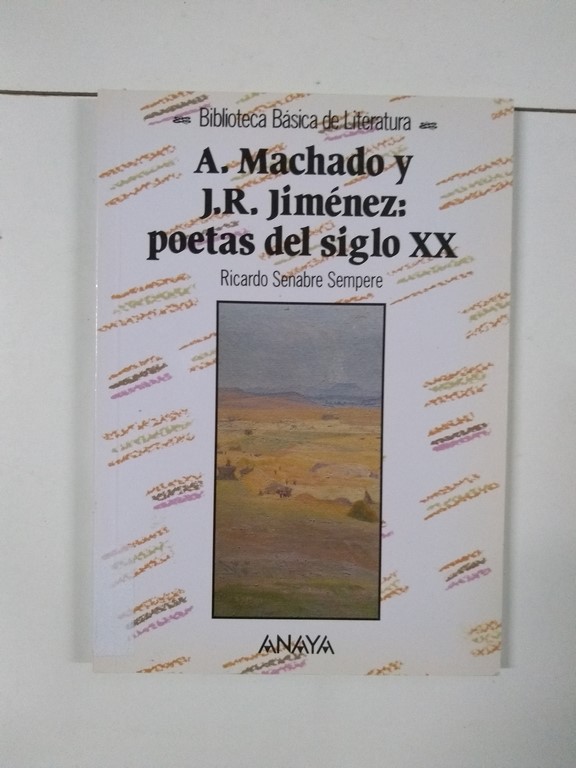 Biblioteca Básica de Literatura
A. Machado y
J.R. Jiménez:
poetas del siglo XX
Ricardo Senabre Sempere
ANAYA